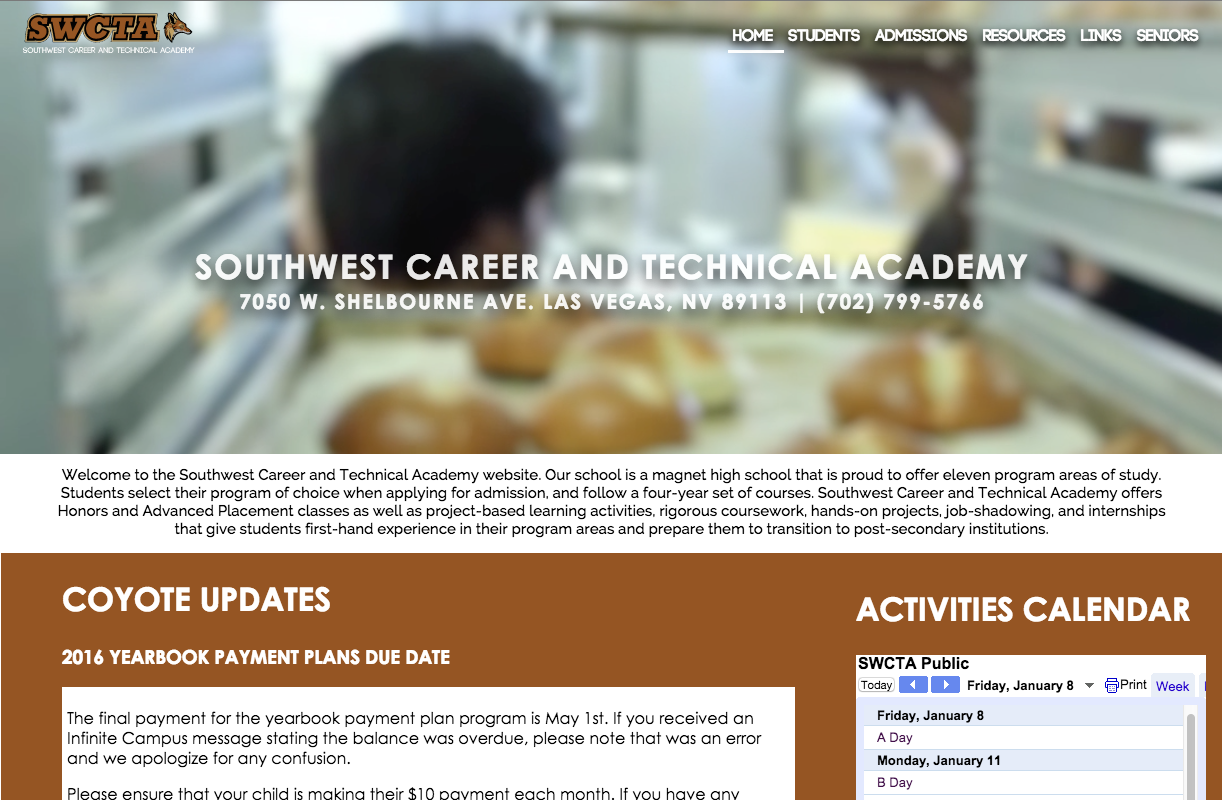 SWCTA
SOUTHWEST CAREER AND TECHNICAL ACADEMY
HOME STUDENTS ADMISSIONS RESOURCES LINKS SENIORS
SOUTHWEST CAREER AND TECHNICAL ACADEMY
7050 W. SHELBOURNE AVE. LAS VEGAS, NV 89113 | (702) 799-5766
Welcome to the Southwest Career and Technical Academy website. Our school is a magnet high school that is proud to offer eleven program areas of study.
Students select their program of choice when applying for admission, and follow a four-year set of courses. Southwest Career and Technical Academy offers
Honors and Advanced Placement classes as well as project-based learning activities, rigorous coursework, hands-on projects, job-shadowing, and internships
that give students first-hand experience in their program areas and prepare them to transition to post-secondary institutions.
COYOTE UPDATES
2016 YEARBOOK PAYMENT PLANS DUE DATE
The final payment for the yearbook payment plan program is May 1st. If you received an
Infinite Campus message stating the balance was overdue, please note that was an error
and we apologize for any confusion.
Please ensure that your child is making their $10 payment each month. If you have any
ACTIVITIES CALENDAR
SWCTA Public
Today Friday, January 8 Print Week
Friday, January 8
A Day
Monday, January 11
B Day